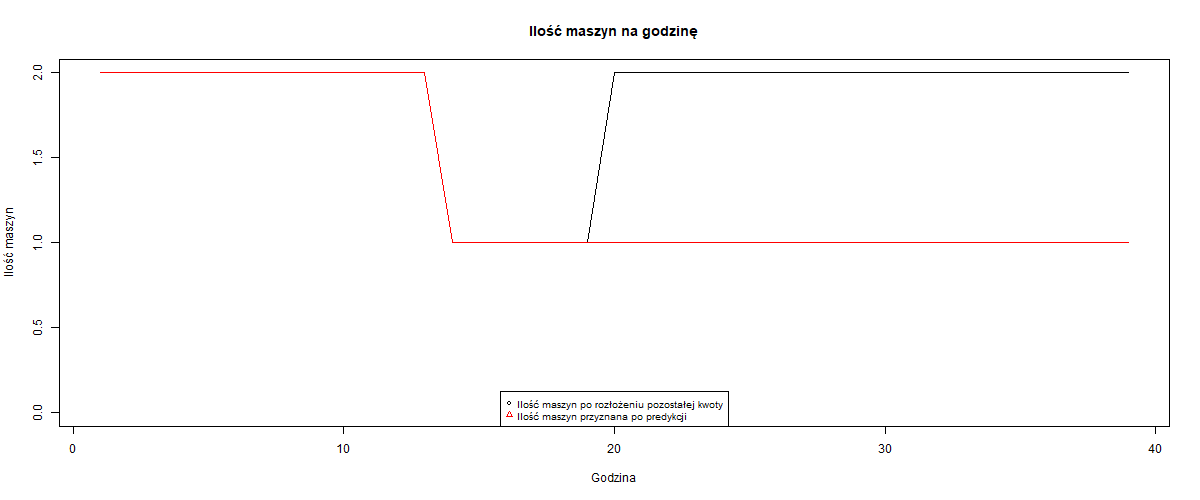 Ilość maszyn na godzinę
Ilość maszyn
2.0
1.5
1.0
0.5
0.0
Ilość maszyn po rozłożeniu pozostałej kwoty
Ilość maszyn przyznana po predykcji
0 10 20 30 40
Godzina